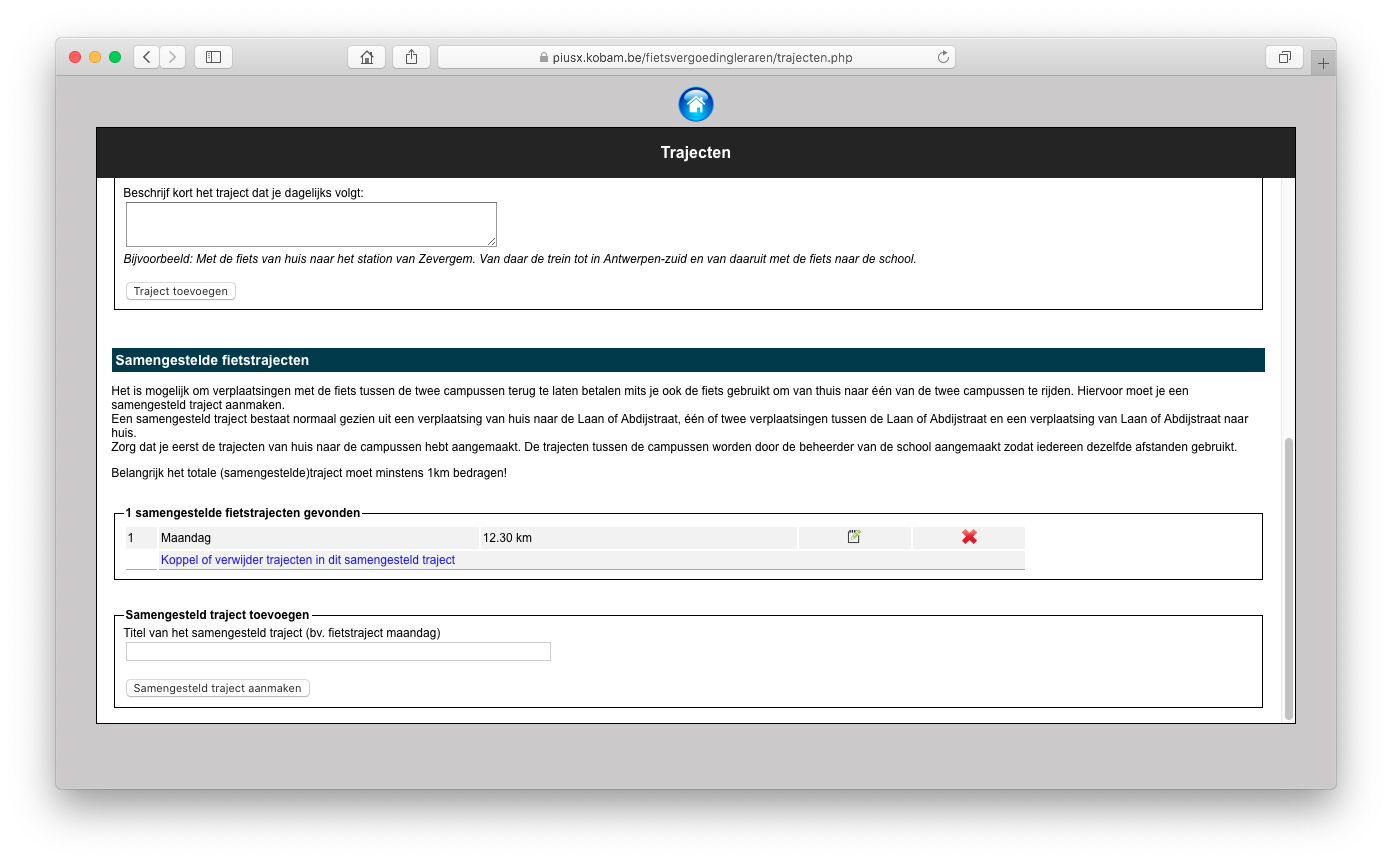 piusx.kobam.be/fietsvergoedingleraren/trajecten.php
Trajecten
Beschrijf kort het traject dat je dagelijks volgt:
Bijvoorbeeld: Met de fiets van huis naar het station van Zevergem. Van daar de trein tot in Antwerpen-zuid en van daaruit met de fiets naar de school.
Traject toevoegen
Samengestelde fietstrajecten
Het is mogelijk om verplaatsingen met de fiets tussen de twee campussen terug te laten betalen mits je ook de fiets gebruikt om van thuis naar één van de twee campussen te rijden. Hiervoor moet je een
samengesteld traject aanmaken.
Een samengesteld traject bestaat normaal gezien uit een verplaatsing van huis naar de Laan of Abdijstraat, één of twee verplaatsingen tussen de Laan of Abdijstraat en een verplaatsing van Laan of Abdijstraat naar
huis.
Zorg dat je eerst de trajecten van huis naar de campussen hebt aangemaakt. De trajecten tussen de campussen worden door de beheerder van de school aangemaakt zodat iedereen dezelfde afstanden gebruikt.
Belangrijk het totale (samengestelde)traject moet minstens 1km bedragen!
1 samengestelde fietstrajecten gevonden
1 Maandag 12.30 km
Koppel of verwijder trajecten in dit samengesteld traject
Samengesteld traject toevoegen
Titel van het samengesteld traject (bv. fietstraject maandag)
Samengesteld traject aanmaken